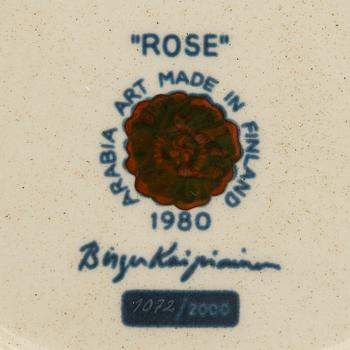 "ROSE"
ARABIA ART MADE IN FINLAND
1980
Birger Kaipiainen
1072/2000